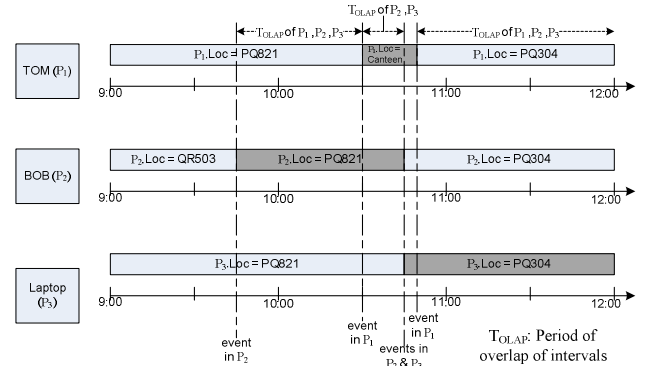 T_OLAP of P2 ,P3
T_OLAP of P1 ,P2, P3
T_OLAP of P1, P2, P3
TOM (P1)
P1.Loc = PQ821
P1.Loc =
Canteen
P1.Loc = PQ304
9:00 10:00 11:00 12:00
BOB (P2)
P2.Loc = QR503
P2.Loc = PQ821
P2.Loc = PQ304
9:00 10:00 11:00 12:00
Laptop
(P3)
P3.Loc = PQ821
P3.Loc = PQ304
9:00 10:00 11:00 12:00
event
in P2
event
in P1
events in
P2 & P3
event
in P1
T_OLAP: Period of
overlap of intervals